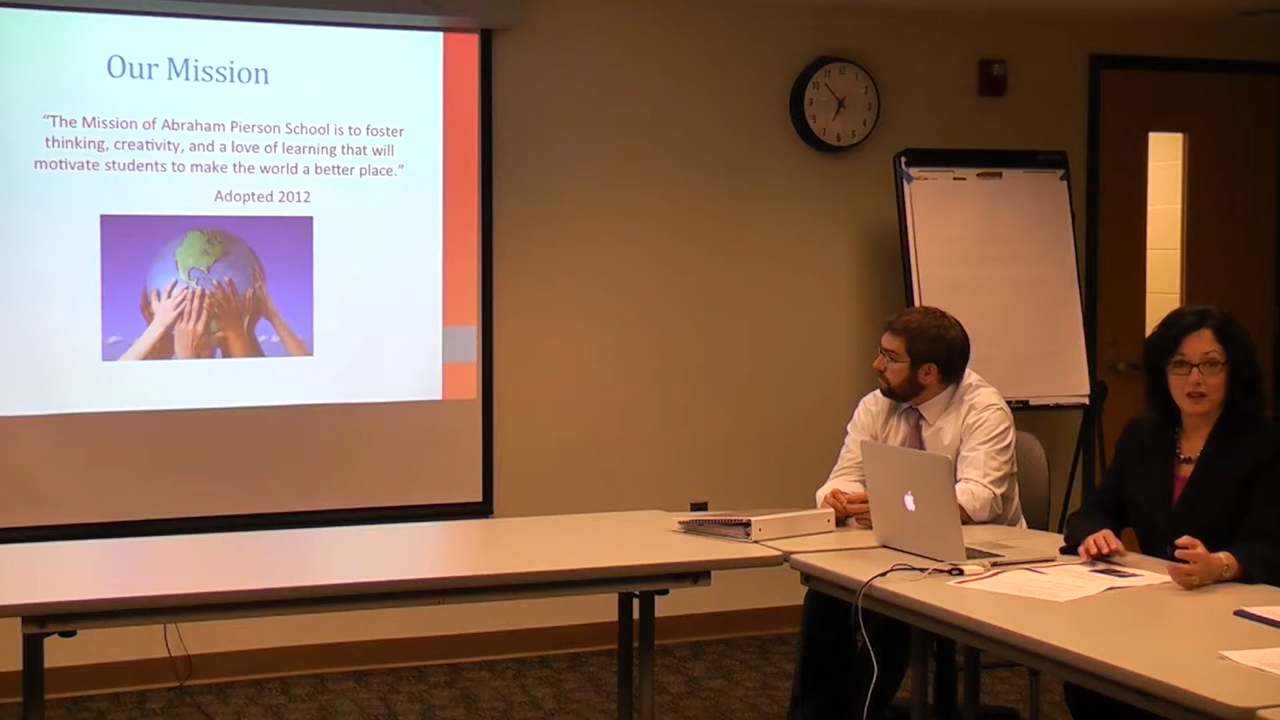 Our Mission
“The Mission of Abraham Pierson School is to foster
thinking, creativity, and a love of learning that will
motivate students to make the world a better place.”
Adopted 2012